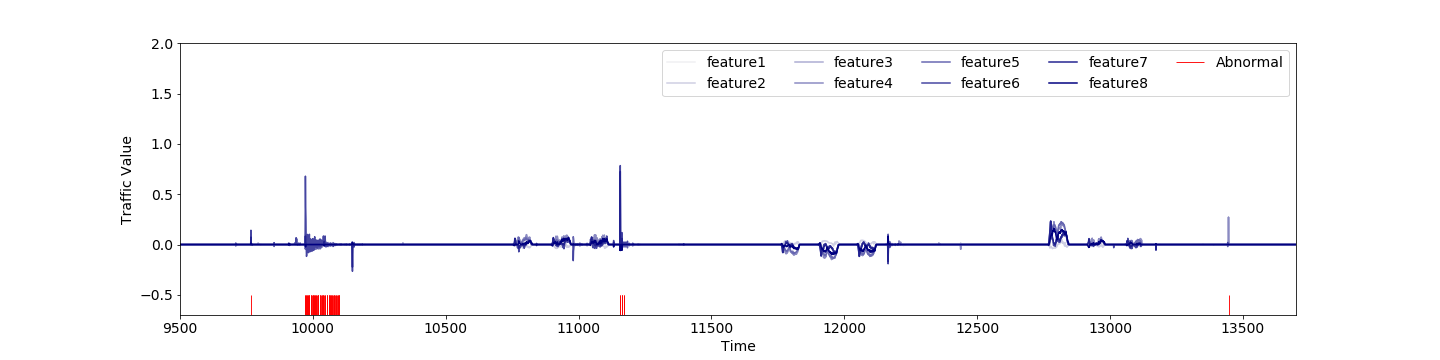 2.0
1.5
1.0
0.5
0.0
−0.5
Traffic Value
feature1 feature3 feature5 feature7 Abnormal
feature2 feature4 feature6 feature8
9500 10000 10500 11000 11500 12000 12500 13000 13500
Time